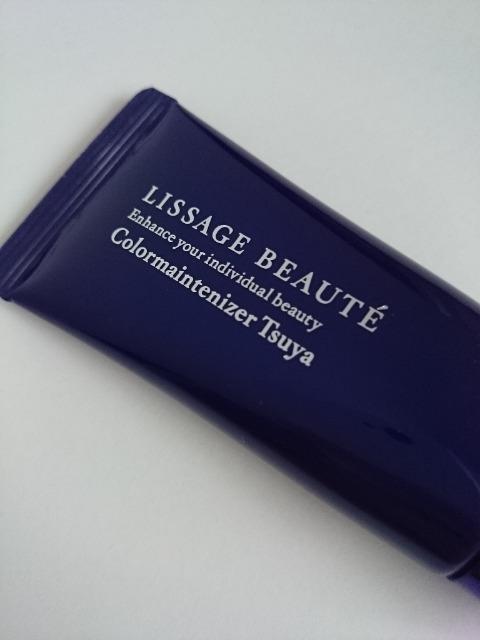 LISSAGE BEAUTÉ
Enhance your individual beauty
Colormaintenizer Tsuya